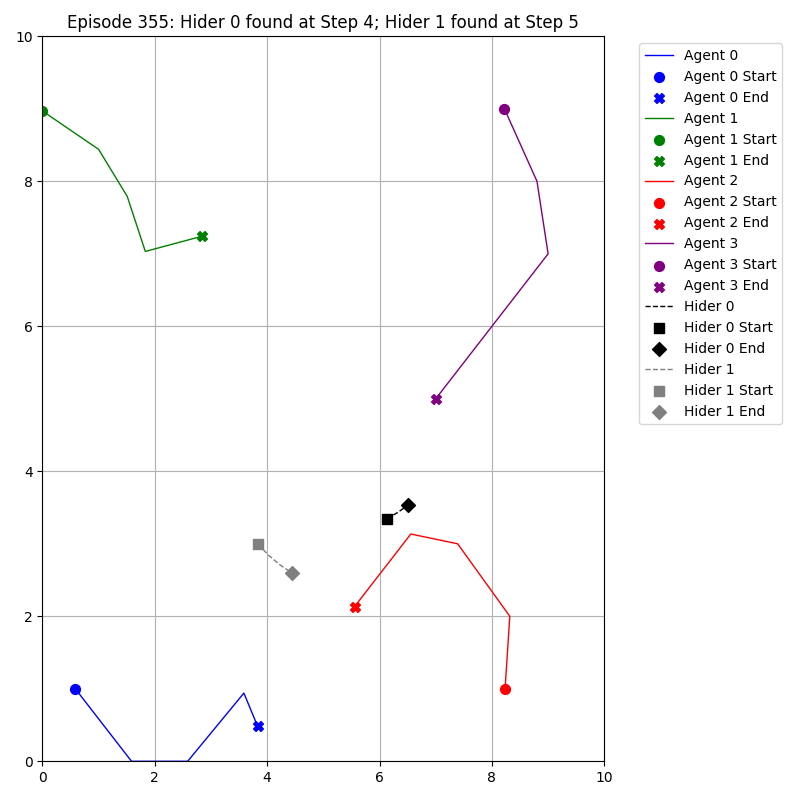 Episode 355: Hider 0 found at Step 4; Hider 1 found at Step 5
10
8
6
4
2
0
0 2 4 6 8 10
Agent 0
Agent 0 Start
Agent 0 End
Agent 1
Agent 1 Start
Agent 1 End
Agent 2
Agent 2 Start
Agent 2 End
Agent 3
Agent 3 Start
Agent 3 End
Hider 0
Hider 0 Start
Hider 0 End
Hider 1
Hider 1 Start
Hider 1 End